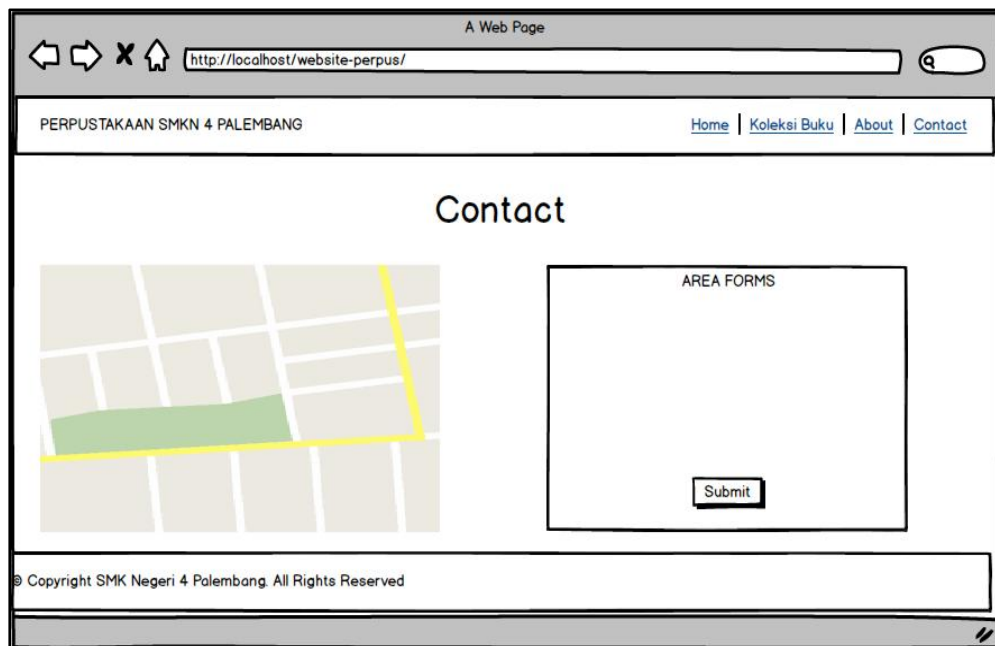 A Web Page
http://localhost/website-perpus/
PERPUSTAKAAN SMKN 4 PALEMBANG
Home | Koleksi Buku | About | Contact
Contact
AREA FORMS
Submit
© Copyright SMK Negeri 4 Palembang. All Rights Reserved